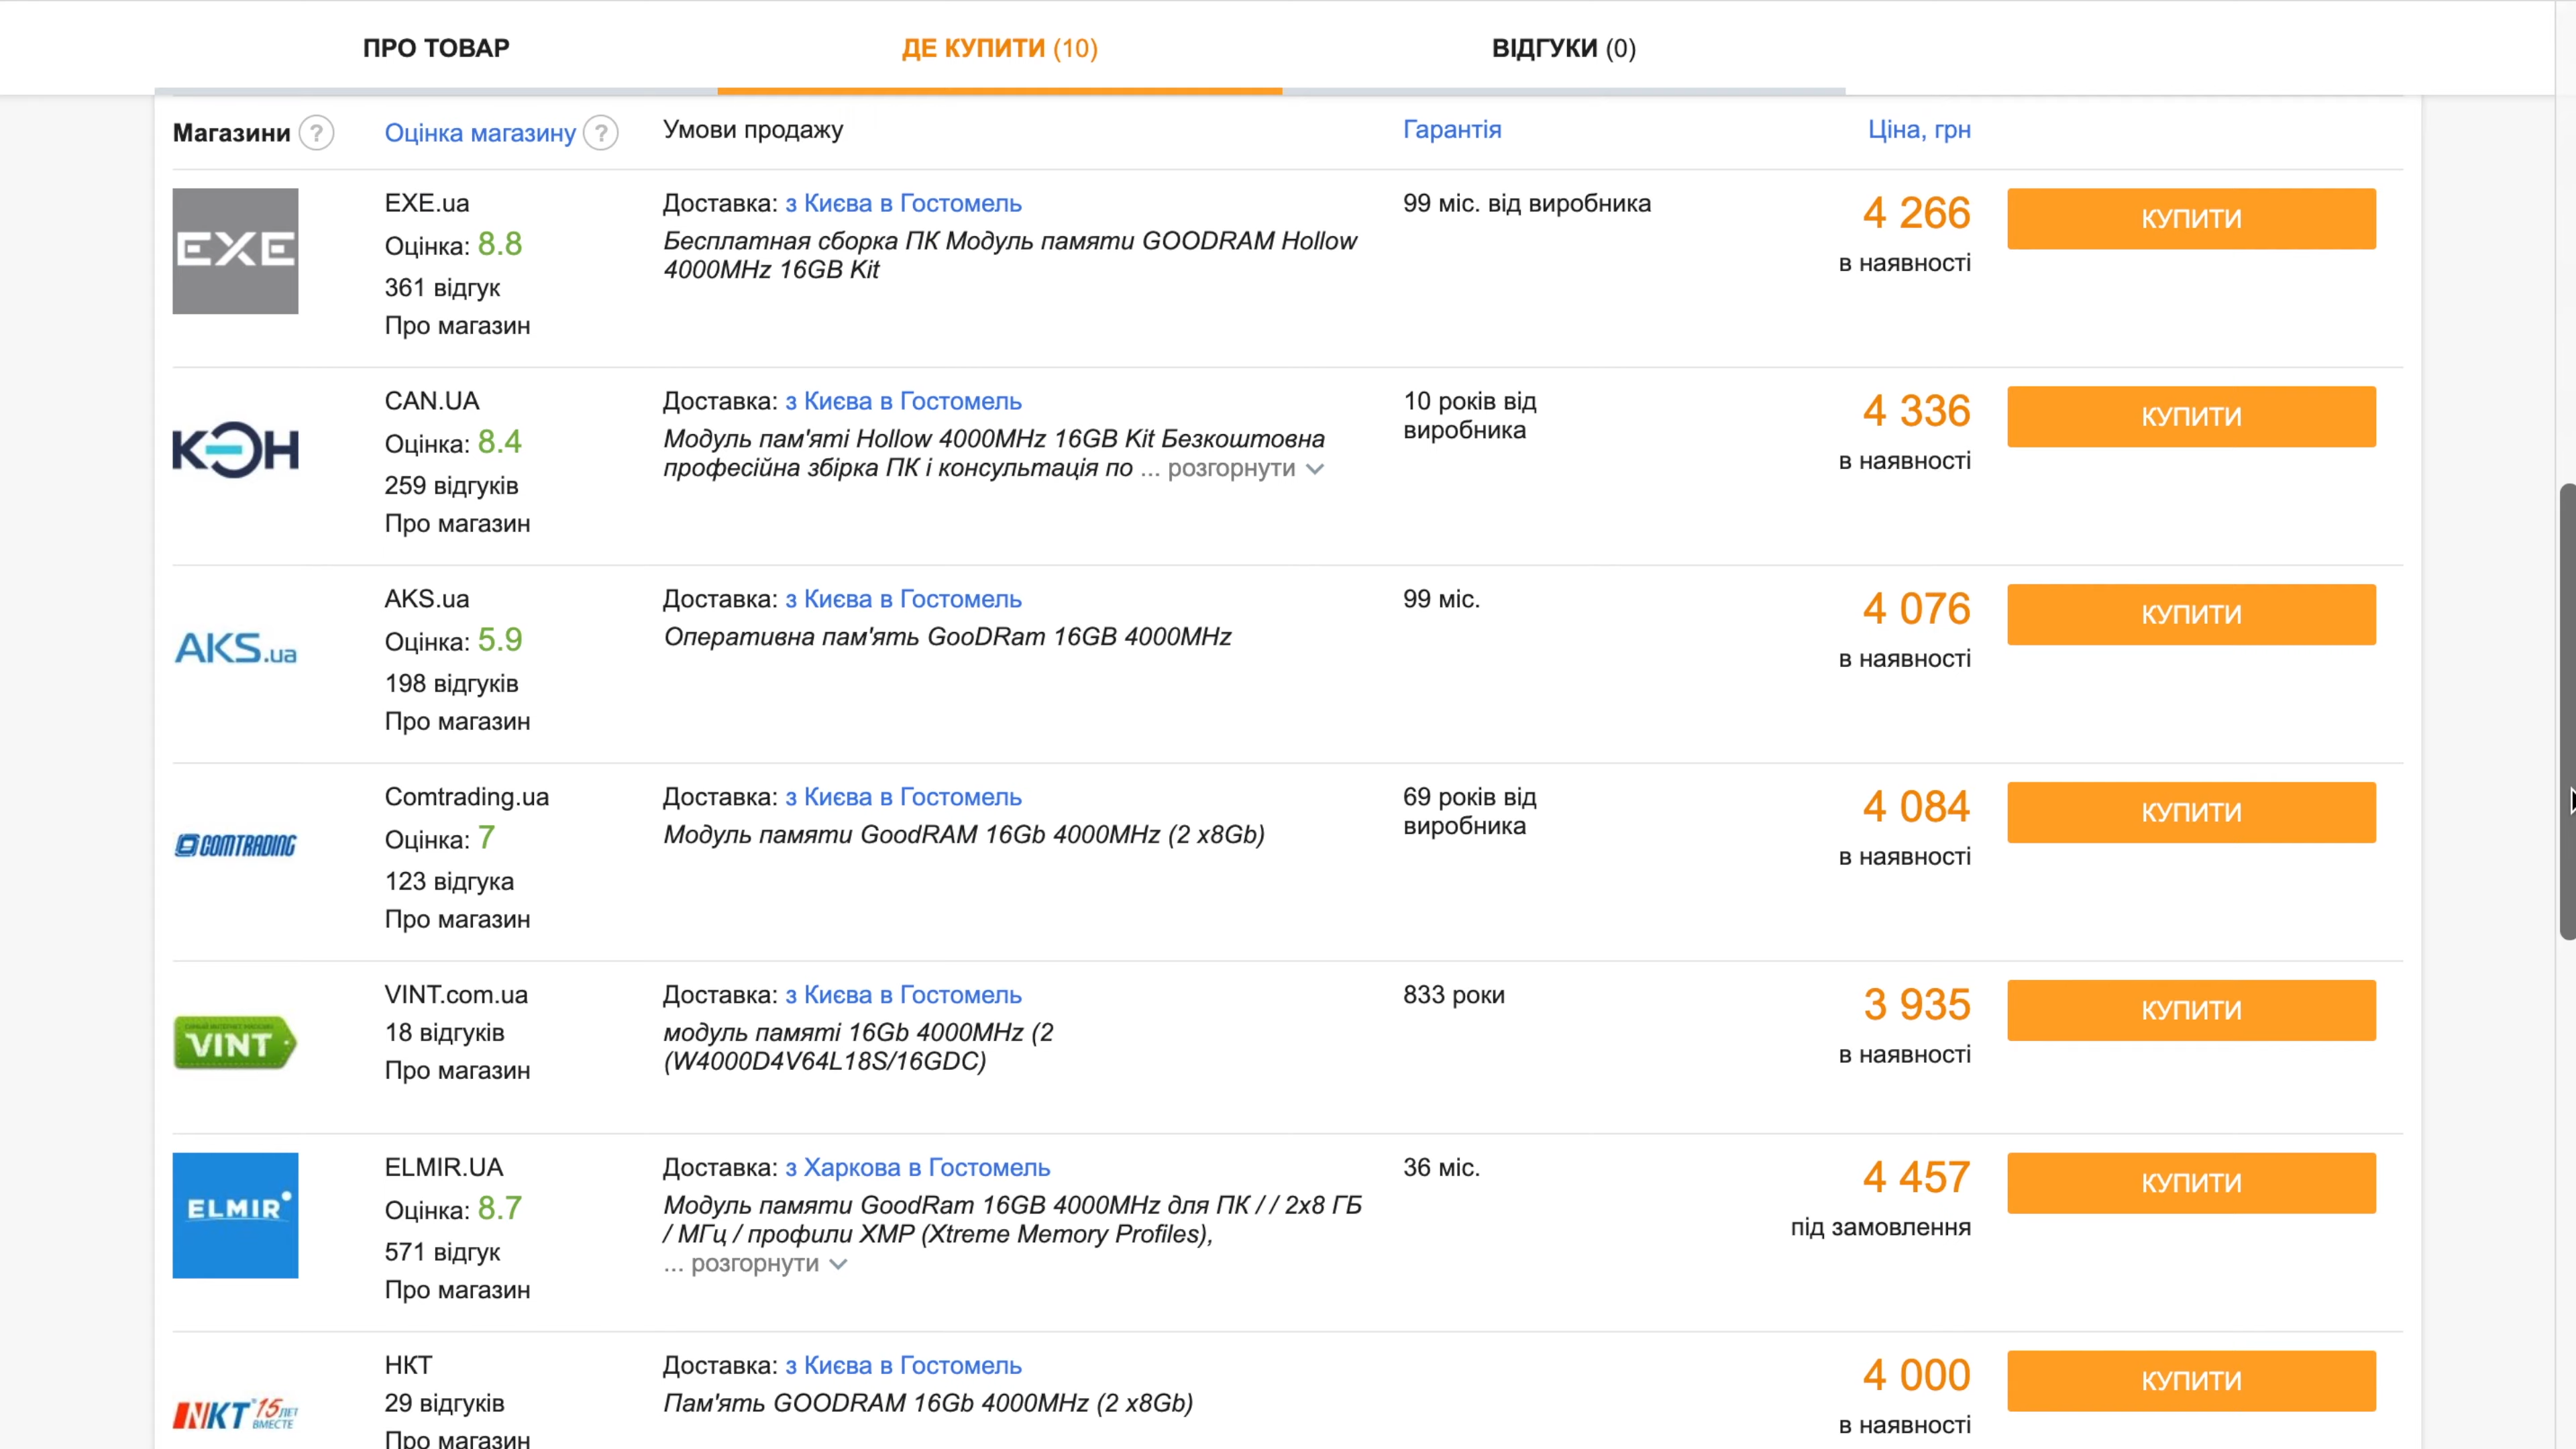 ПРО ТОВАР
ДЕ КУПИТИ (10)
ВІДГУКИ (0)
Магазини ?
Оцінка магазину ?
Умови продажу
Гарантія
Ціна, грн
EXE
EXE.ua
Оцінка: 8.8
361 відгук
Про магазин
Доставка: з Києва в Гостомель
Бесплатная сборка ПК Модуль памяти GOODRAM Hollow
4000MHz 16GB Kit
99 міс. від виробника
4 266
в наявності
КУПИТИ
КЭН
CAN.UA
Оцінка: 8.4
259 відгуків
Про магазин
Доставка: з Києва в Гостомель
Модуль пам'яті Hollow 4000MHz 16GB Kit Безкоштовна
професійна збірка ПК і консультація по ... розгорнути
10 років від
виробника
4 336
в наявності
КУПИТИ
AKS.ua
AKS.ua
Оцінка: 5.9
198 відгуків
Про магазин
Доставка: з Києва в Гостомель
Оперативна пам'ять GooDRam 16GB 4000MHz
99 міс.
4 076
в наявності
КУПИТИ
COMTRADING
Comtrading.ua
Оцінка: 7
123 відгука
Про магазин
Доставка: з Києва в Гостомель
Модуль памяти GoodRAM 16Gb 4000MHz (2 x8Gb)
69 років від
виробника
4 084
в наявності
КУПИТИ
VINT
VINT.com.ua
18 відгуків
Про магазин
Доставка: з Києва в Гостомель
модуль памяті 16Gb 4000MHz (2
(W4000D4V64L18S/16GDC)
833 роки
3 935
в наявності
КУПИТИ
ELMIR
ELMIR.UA
Оцінка: 8.7
571 відгук
Про магазин
Доставка: з Харкова в Гостомель
Модуль памяти GoodRam 16GB 4000MHz для ПК / / 2x8 ГБ
/ МГц / профили XMP (Xtreme Memory Profiles),
... розгорнути
36 міс.
4 457
під замовлення
КУПИТИ
NKT 15 ЛЕТ
ВМЕСТЕ
НКТ
29 відгуків
Про магазин
Доставка: з Києва в Гостомель
Пам'ять GOODRAM 16Gb 4000MHz (2 x8Gb)
4 000
в наявності
КУПИТИ